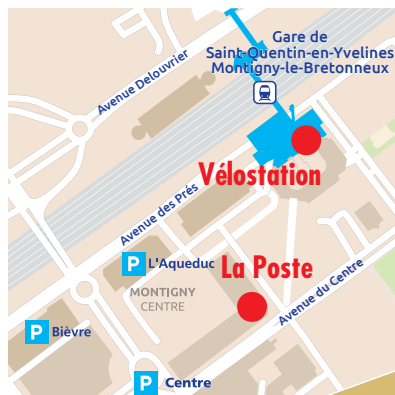 Gare de
Saint-Quentin-en-Yvelines
Montigny-le-Bretonneux
Avenue Delouvrier
Vélostation
Avenue des Prés
P L'Aqueduc
La Poste
MONTIGNY
CENTRE
Avenue du Centre
P Bièvre
P Centre